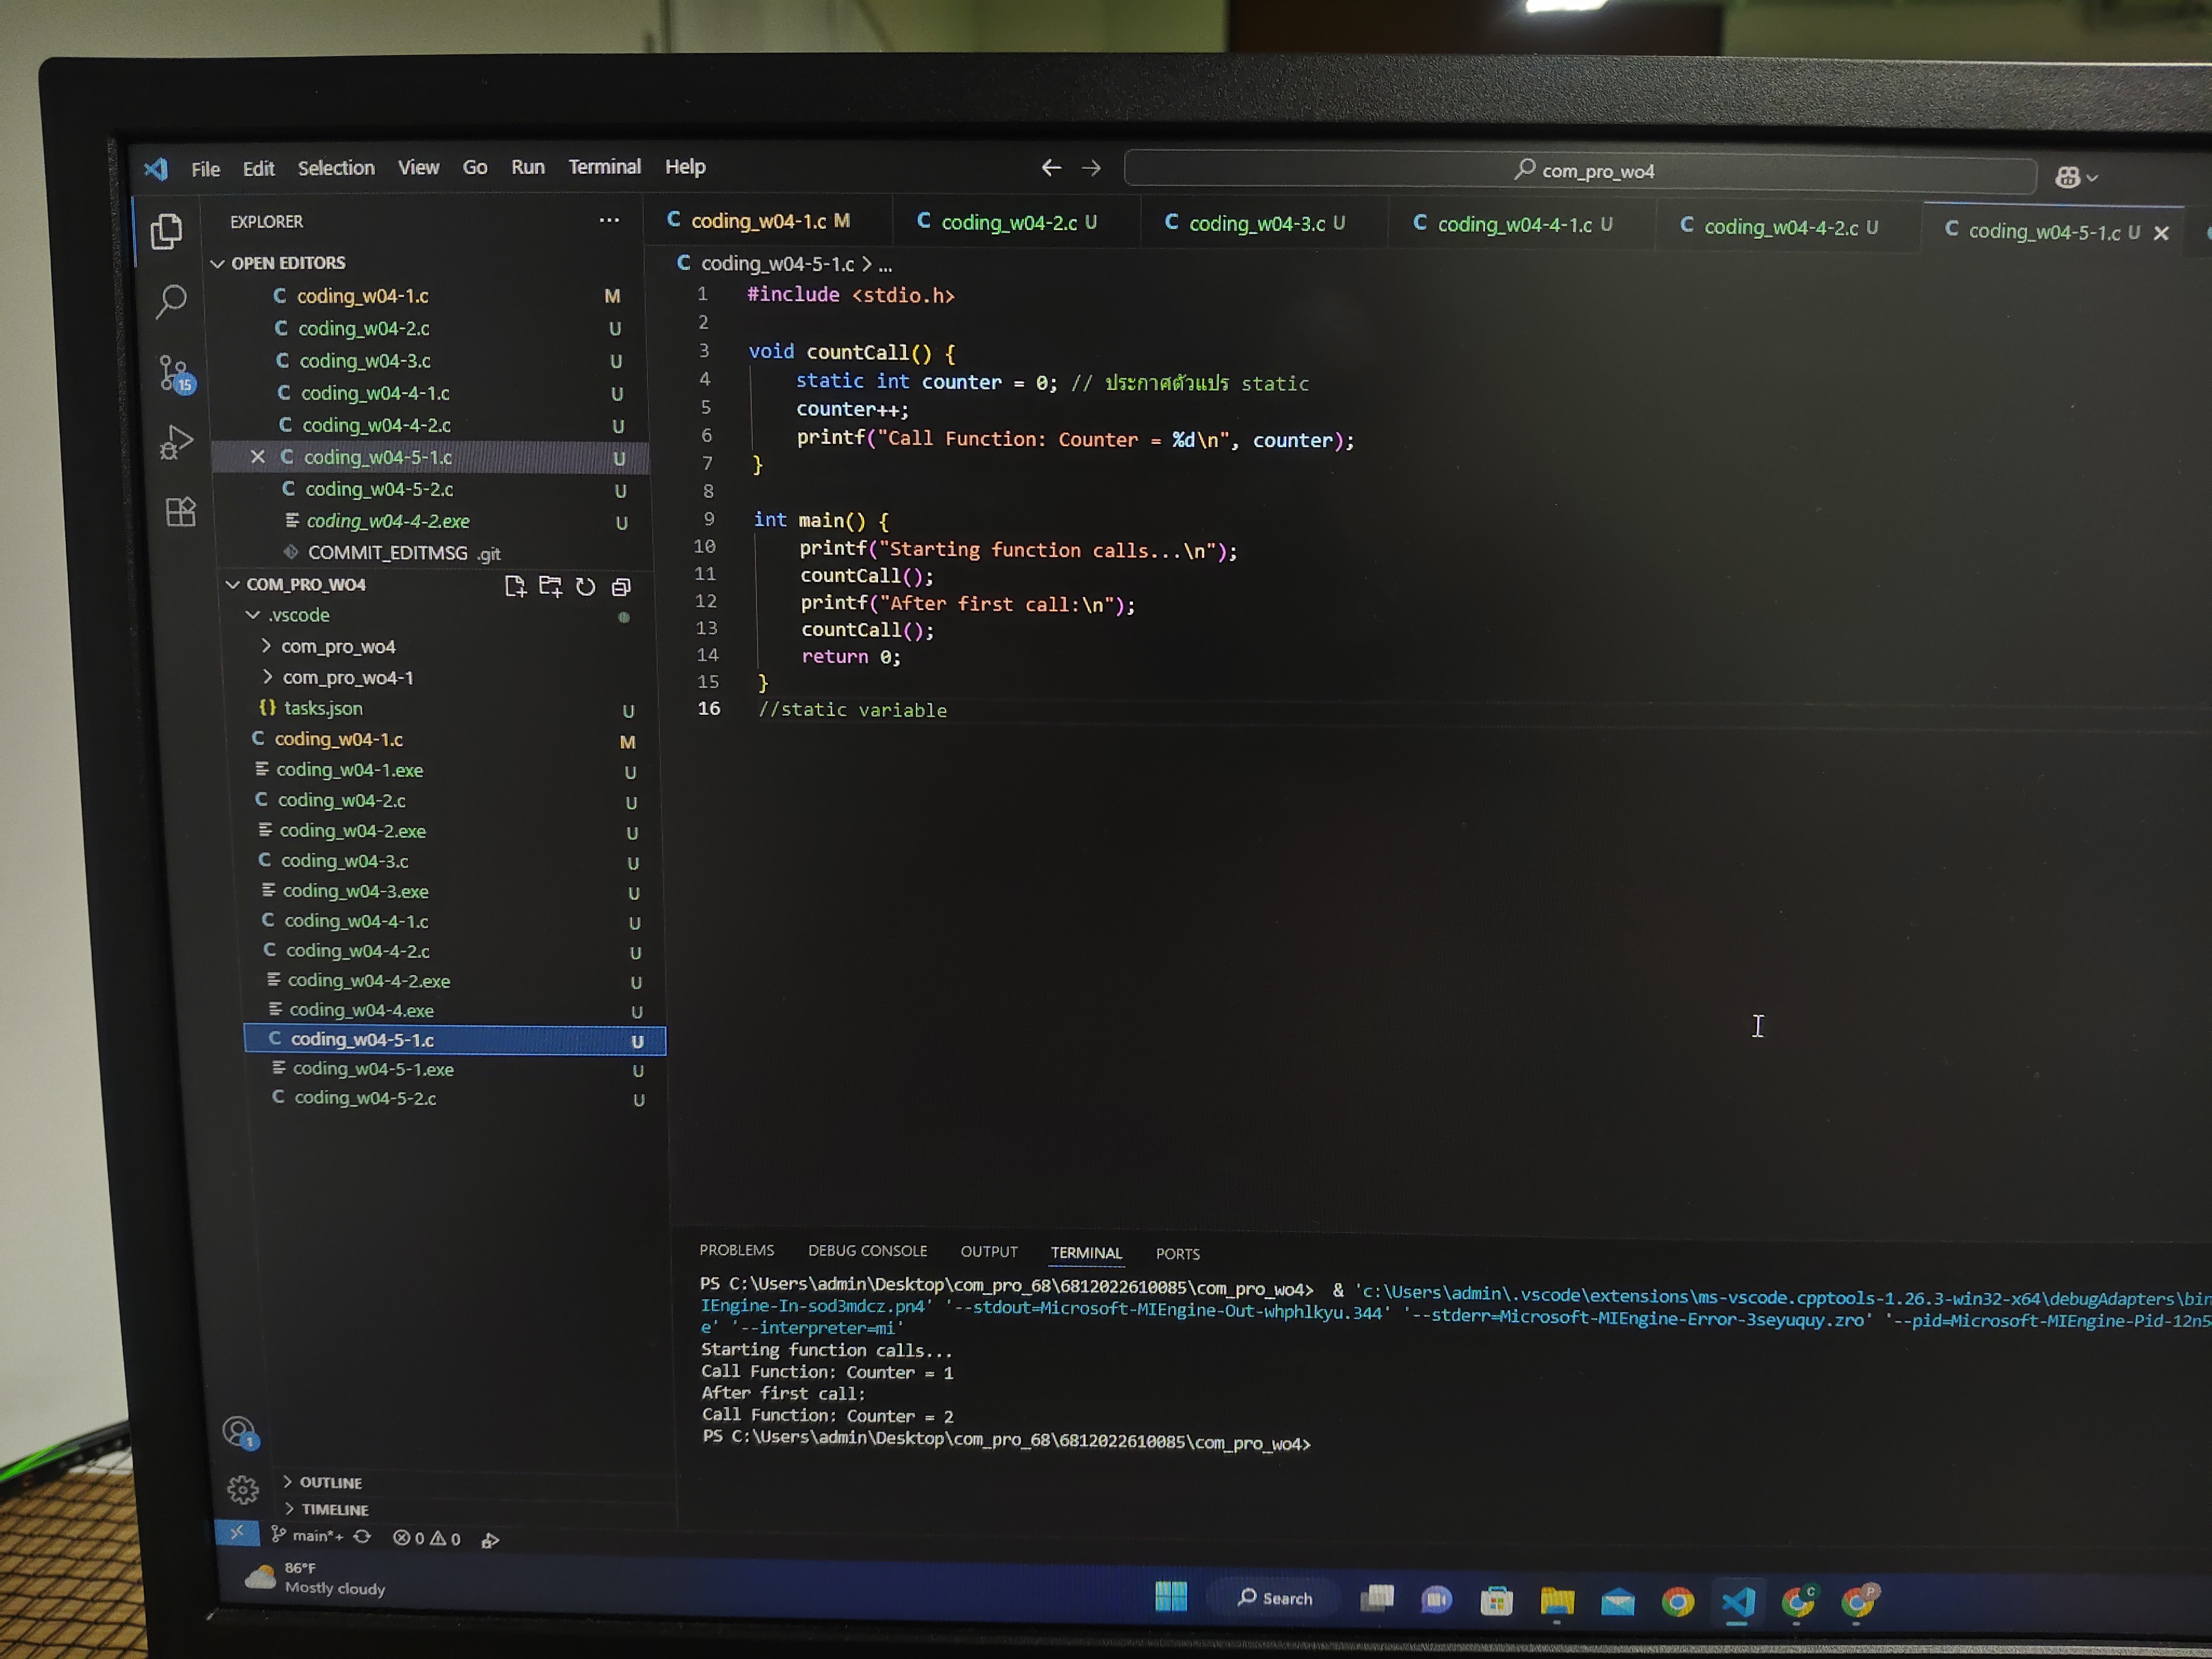 File Edit Selection View Go Run Terminal Help
com_pro_wo4
EXPLORER
OPEN EDITORS
coding_w04-1.c M
coding_w04-2.c U
coding_w04-3.c U
coding_w04-4-1.c U
coding_w04-4-2.c U
coding_w04-5-1.c U
coding_w04-5-2.c U
coding_w04-4-2.exe U
COMMIT_EDITMSG .git
COM_PRO_WO4
.vscode
com_pro_wo4
com_pro_wo4-1
{} tasks.json U
coding_w04-1.c M
coding_w04-1.exe U
coding_w04-2.c U
coding_w04-2.exe U
coding_w04-3.c U
coding_w04-3.exe U
coding_w04-4-1.c U
coding_w04-4-2.c U
coding_w04-4-2.exe U
coding_w04-4.exe U
coding_w04-5-1.c U
coding_w04-5-1.exe U
coding_w04-5-2.c U
OUTLINE
TIMELINE
coding_w04-1.c M coding_w04-2.c U coding_w04-3.c U coding_w04-4-1.c U coding_w04-4-2.c U coding_w04-5-1.c U
C coding_w04-5-1.c > ...
1 #include <stdio.h>
2
3 void countCall() {
4 static int counter = 0; // ประกาศตัวแปร static
5 counter++;
6 printf("Call Function: Counter = %d\n", counter);
7 }
8
9 int main() {
10 printf("Starting function calls...\n");
11 countCall();
12 printf("After first call:\n");
13 countCall();
14 return 0;
15 }
16 //static variable
PROBLEMS DEBUG CONSOLE OUTPUT TERMINAL PORTS
PS C:\Users\admin\Desktop\com_pro_68\6812022610085\com_pro_wo4> & 'c:\Users\admin\.vscode\extensions\ms-vscode.cpptools-1.26.3-win32-x64\debugAdapters\bin
IEngine-In-sod3mdcz.pn4' '--stdout=Microsoft-MIEngine-Out-whphlkyu.344' '--stderr=Microsoft-MIEngine-Error-3seyuquy.zro' '--pid=Microsoft-MIEngine-Pid-12n5
e' '--interpreter=mi'
Starting function calls...
Call Function: Counter = 1
After first call:
Call Function: Counter = 2
PS C:\Users\admin\Desktop\com_pro_68\6812022610085\com_pro_wo4>
15
1
main*+ 0 0
86°F
Mostly cloudy
Search